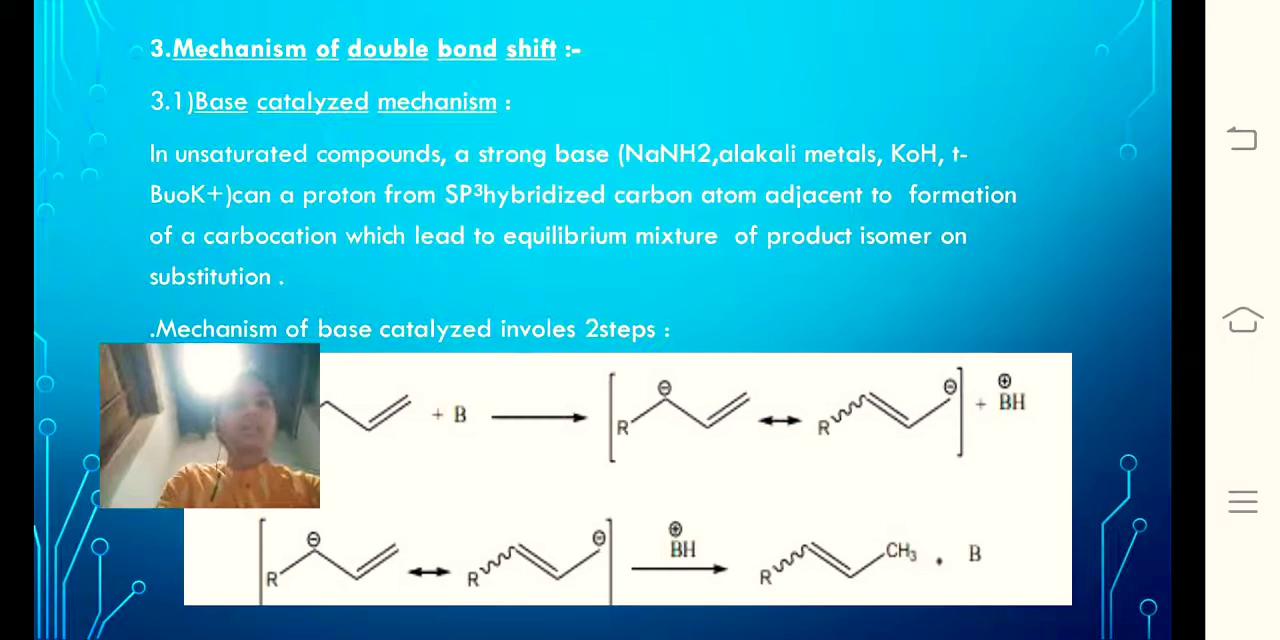 3.Mechanism of double bond shift :-
3.1)Base catalyzed mechanism :
In unsaturated compounds, a strong base (NaNH2,alakali metals, KoH, t-
BuoK+)can a proton from SP³hybridized carbon atom adjacent to formation
of a carbocation which lead to equilibrium mixture of product isomer on
substitution .
.Mechanism of base catalyzed involes 2steps :
+ B R ⊖ R ⊖ + ⊕ BH
R ⊖ R ⊖ ⊕ BH R CH₃ . B